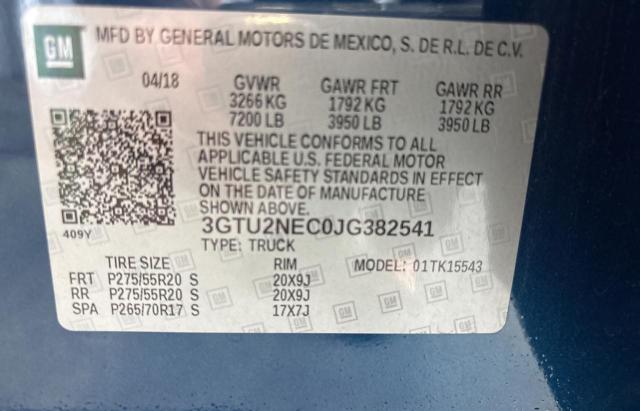 GM
MFD BY GENERAL MOTORS DE MEXICO, S. DE R.L. DE C.V.
04/18 GVWR GAWR FRT GAWR RR
3266 KG 1792 KG 1792 KG
7200 LB 3950 LB 3950 LB
THIS VEHICLE CONFORMS TO ALL
APPLICABLE U.S. FEDERAL MOTOR
VEHICLE SAFETY STANDARDS IN EFFECT
ON THE DATE OF MANUFACTURE
SHOWN ABOVE.
409Y
3GTU2NEC0JG382541
TYPE: TRUCK
TIRE SIZE RIM MODEL: 01TK15543
FRT P275/55R20 S 20X9J
RR P275/55R20 S 20X9J
SPA P265/70R17 S 17X7J